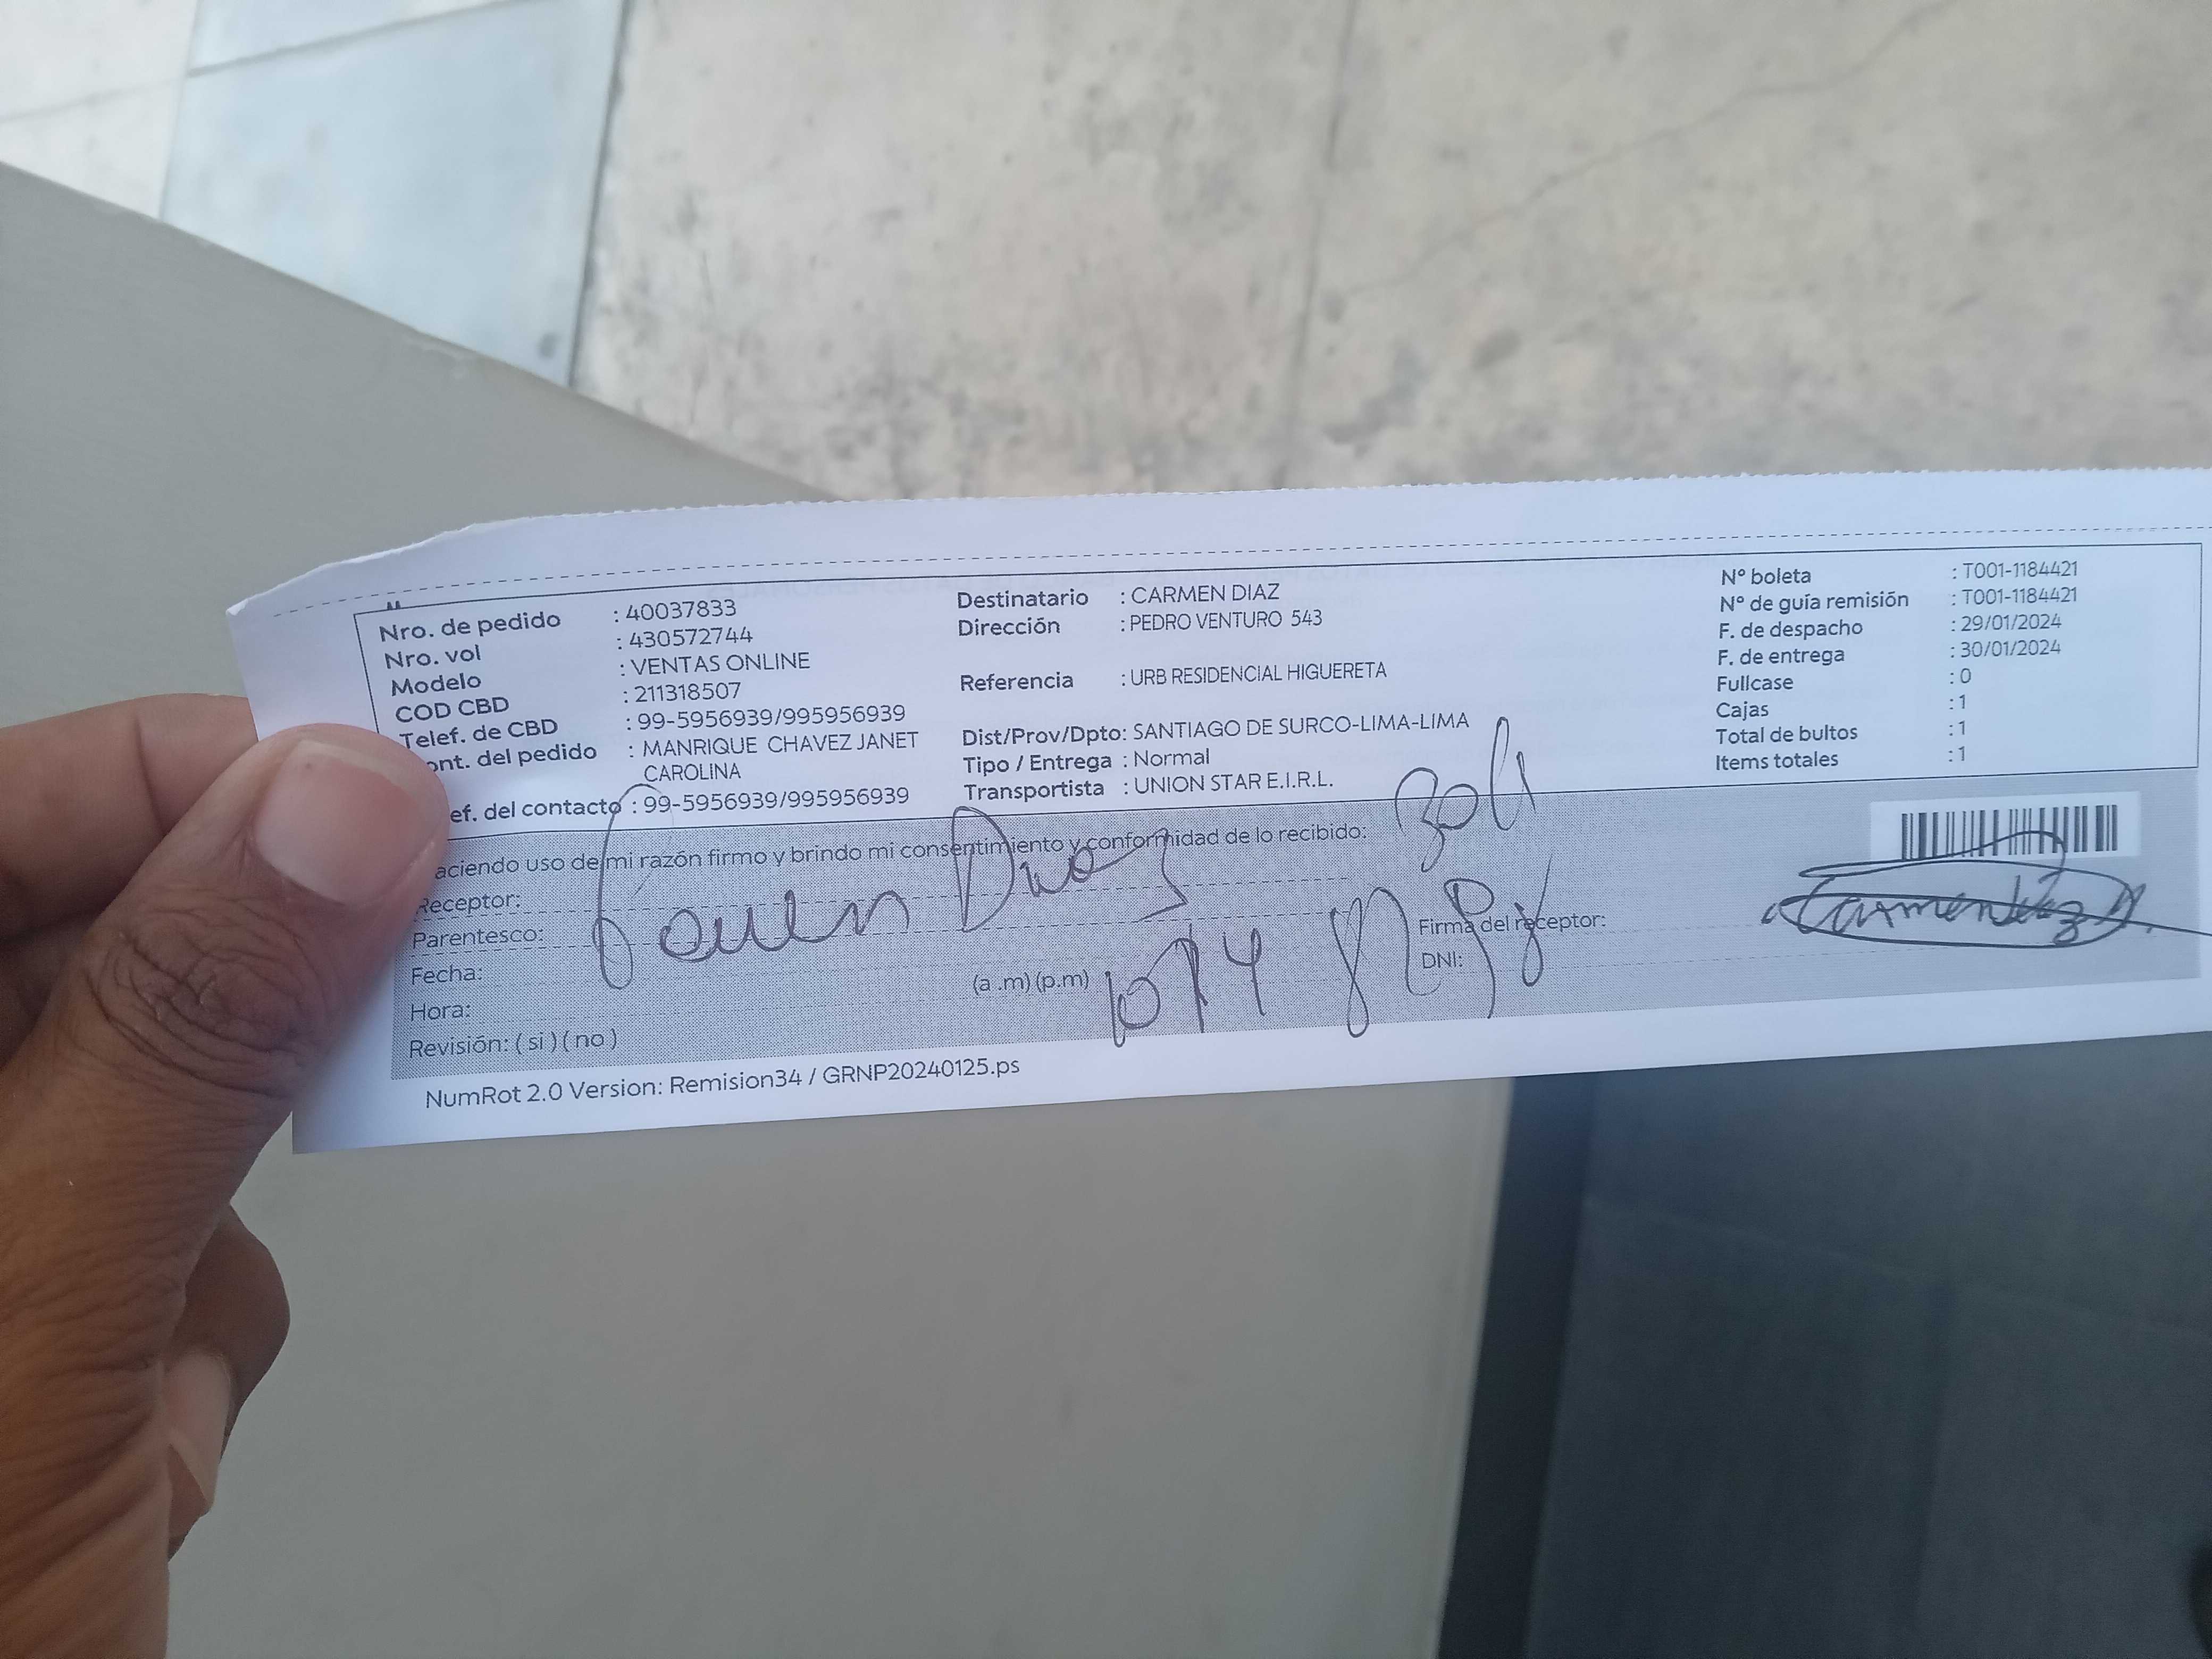 Nro. de pedido : 40037833
Nro. vol : 430572744
Modelo : VENTAS ONLINE
COD CBD : 211318507
Telef. de CBD : 99-5956939/995956939
ont. del pedido : MANRIQUE CHAVEZ JANET
CAROLINA
ef. del contacto : 99-5956939/995956939
Destinatario : CARMEN DIAZ
Dirección : PEDRO VENTURO 543
Referencia : URB RESIDENCIAL HIGUERETA
Dist/Prov/Dpto: SANTIAGO DE SURCO-LIMA-LIMA
Tipo / Entrega : Normal
Transportista : UNION STAR E.I.R.L.
N° boleta : T001-1184421
N° de guía remisión : T001-1184421
F. de despacho : 29/01/2024
F. de entrega : 30/01/2024
Fullcase : 0
Cajas : 1
Total de bultos : 1
Items totales : 1
aciendo uso de mi razón firmo y brindo mi consentimiento y conformidad de lo recibido:
Receptor:
Parentesco:
Carmen Diaz
Fecha:
Hora: (a .m) (p.m)
Revisión: ( si ) ( no )
Firma del receptor:
Carmen Diaz
DNI:
NumRot 2.0 Version: Remision34 / GRNP20240125.ps